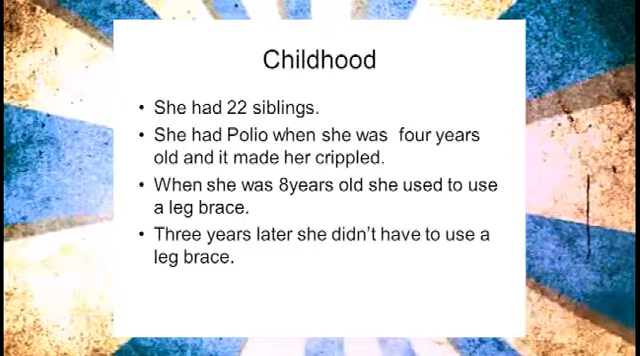 Childhood
• She had 22 siblings.
• She had Polio when she was  four years
old and it made her crippled.
• When she was 8years old she used to use
a leg brace.
• Three years later she didn't have to use a
leg brace.